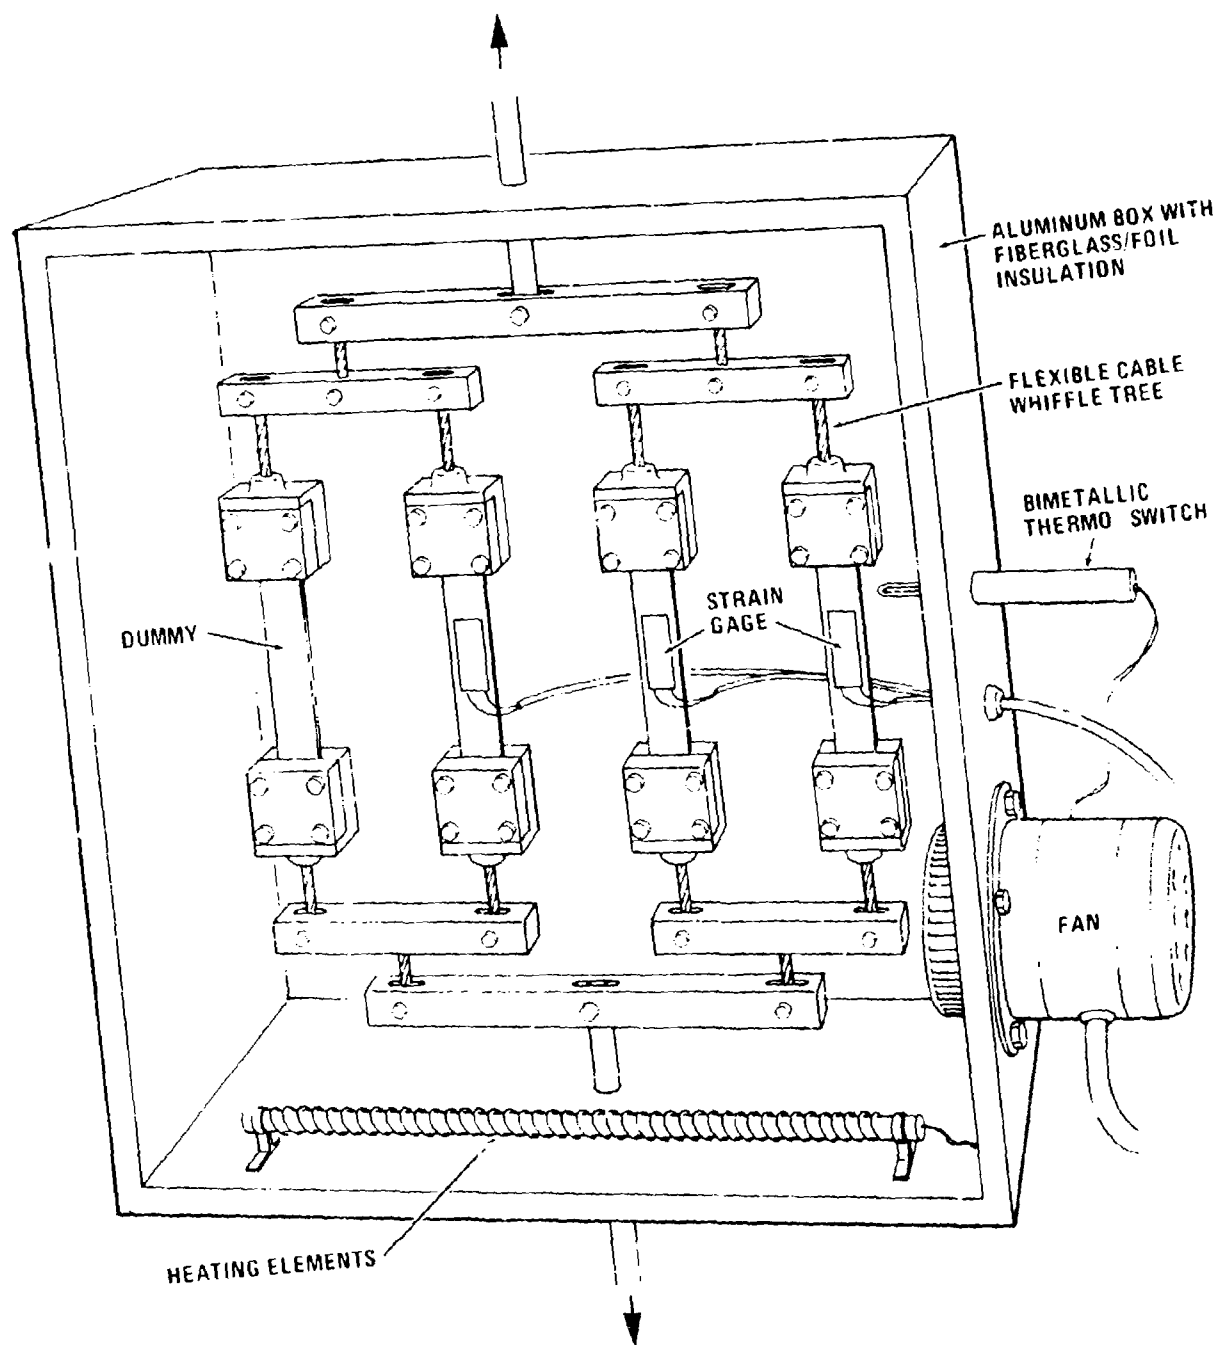 ALUMINUM BOX WITH
FIBERGLASS/FOIL
INSULATION
FLEXIBLE CABLE
WHIFFLE TREE
BIMETALLIC
THERMO SWITCH
STRAIN
GAGE
DUMMY
FAN
HEATING ELEMENTS